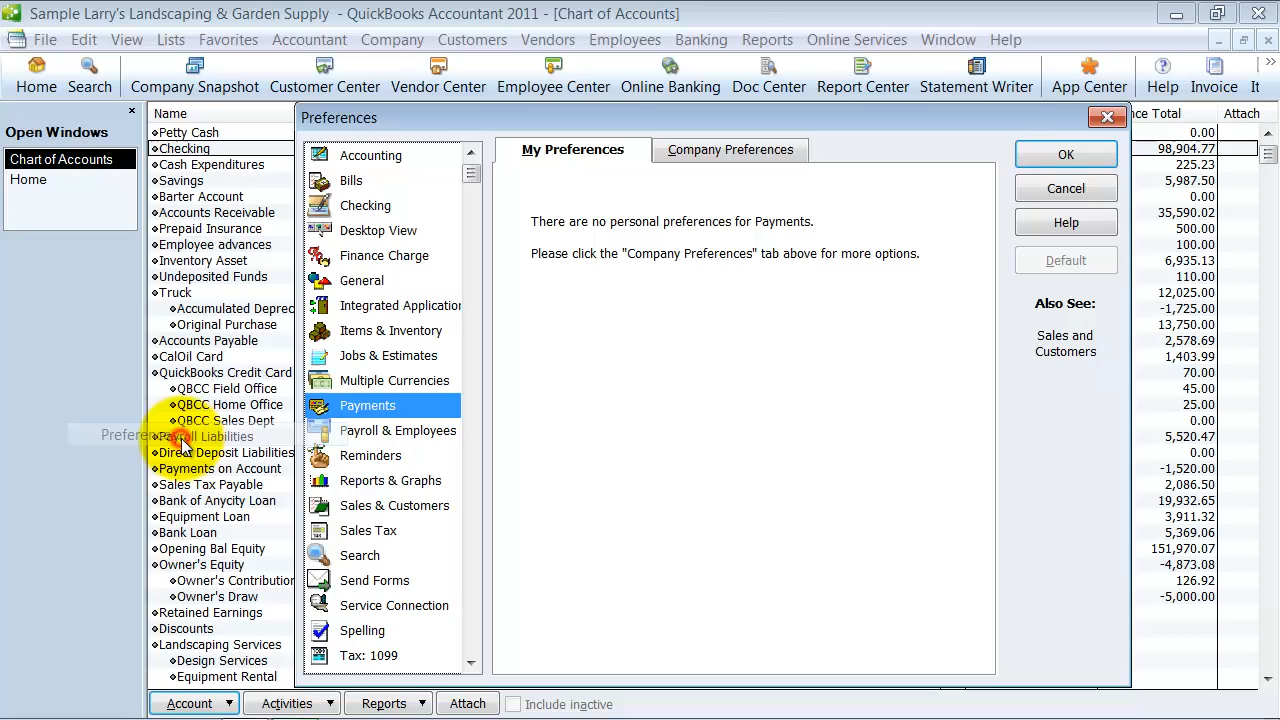 Sample Larry's Landscaping & Garden Supply - QuickBooks Accountant 2011 - [Chart of Accounts]
File Edit View Lists Favorites Accountant Company Customers Vendors Employees Banking Reports Online Services Window Help
Home Search Company Snapshot Customer Center Vendor Center Employee Center Online Banking Doc Center Report Center Statement Writer App Center Help Invoice It
Open Windows
Chart of Accounts
Home
Name
Petty Cash
Checking
Cash Expenditures
Savings
Barter Account
Accounts Receivable
Prepaid Insurance
Employee advances
Inventory Asset
Undeposited Funds
Truck
Accumulated Deprec
Original Purchase
Accounts Payable
CalOil Card
QuickBooks Credit Card
QBCC Field Office
QBCC Home Office
QBCC Sales Dept
Payroll Liabilities
Direct Deposit Liabilities
Payments on Account
Sales Tax Payable
Bank of Anycity Loan
Equipment Loan
Bank Loan
Opening Bal Equity
Owner's Equity
Owner's Contribution
Owner's Draw
Retained Earnings
Discounts
Landscaping Services
Design Services
Equipment Rental
Preferences
Accounting
Bills
Checking
Desktop View
Finance Charge
General
Integrated Application
Items & Inventory
Jobs & Estimates
Multiple Currencies
Payments
Payroll & Employees
Reminders
Reports & Graphs
Sales & Customers
Sales Tax
Search
Send Forms
Service Connection
Spelling
Tax: 1099
My Preferences Company Preferences
There are no personal preferences for Payments.
Please click the "Company Preferences" tab above for more options.
OK
Cancel
Help
Default
Also See:
Sales and
Customers
nce Total Attach
0.00
98,904.77
225.23
5,987.50
0.00
35,590.02
500.00
100.00
6,935.13
110.00
12,025.00
-1,725.00
13,750.00
2,578.69
1,403.99
70.00
45.00
25.00
0.00
5,520.47
0.00
-1,520.00
2,086.50
19,932.65
3,911.32
5,369.06
151,970.07
-4,873.08
126.92
-5,000.00
Account Activities Reports Attach Include inactive